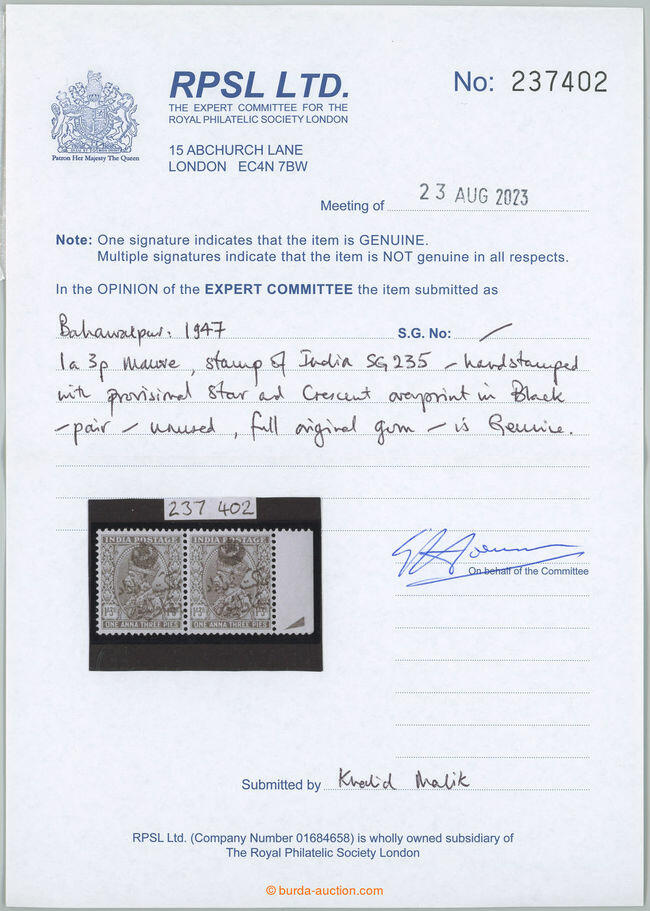 RPSL LTD.
No: 237402
THE EXPERT COMMITTEE FOR THE
ROYAL PHILATELIC SOCIETY LONDON
Patron Her Majesty The Queen
15 ABCHURCH LANE
LONDON EC4N 7BW
Meeting of 23 AUG 2023
Note: One signature indicates that the item is GENUINE.
Multiple signatures indicate that the item is NOT genuine in all respects.
In the OPINION of the EXPERT COMMITTEE the item submitted as
Bahawalpur: 1947 S.G. No: /
1a 3p Mauve, stamp of India SG235 – handstamped
with provisional Star and Crescent overprint in Black
– pair – unused, full original gum – is Genuine.
237 402
INDIA POSTAGE INDIA POSTAGE
ONE ANNA THREE PIES ONE ANNA THREE PIES
On behalf of the Committee
Submitted by Khalid Malik
RPSL Ltd. (Company Number 01684658) is wholly owned subsidiary of
The Royal Philatelic Society London
© burda-auction.com